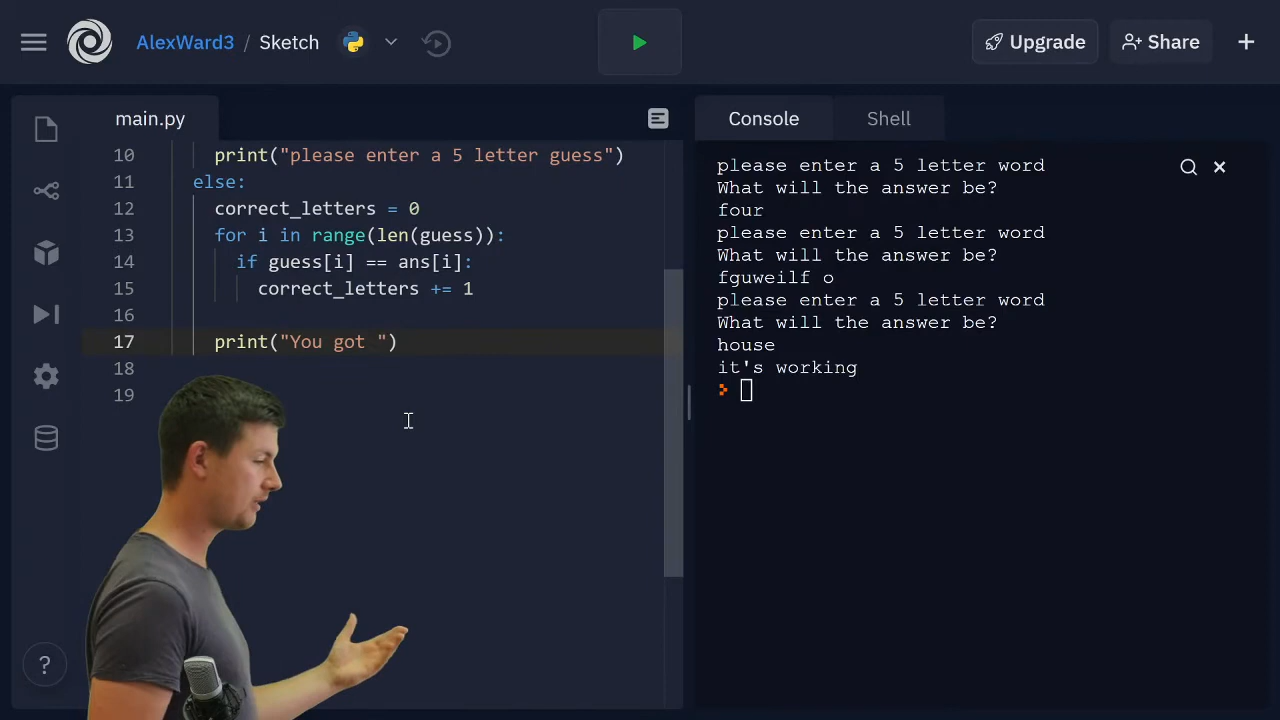 AlexWard3 / Sketch
Upgrade
Share
main.py
Console
Shell
10 print("please enter a 5 letter guess")
11 else:
12 correct_letters = 0
13 for i in range(len(guess)):
14 if guess[i] == ans[i]:
15 correct_letters += 1
16
17 print("You got ")
18
19
please enter a 5 letter word
What will the answer be?
four
please enter a 5 letter word
What will the answer be?
fguweilf o
please enter a 5 letter word
What will the answer be?
house
it's working
?